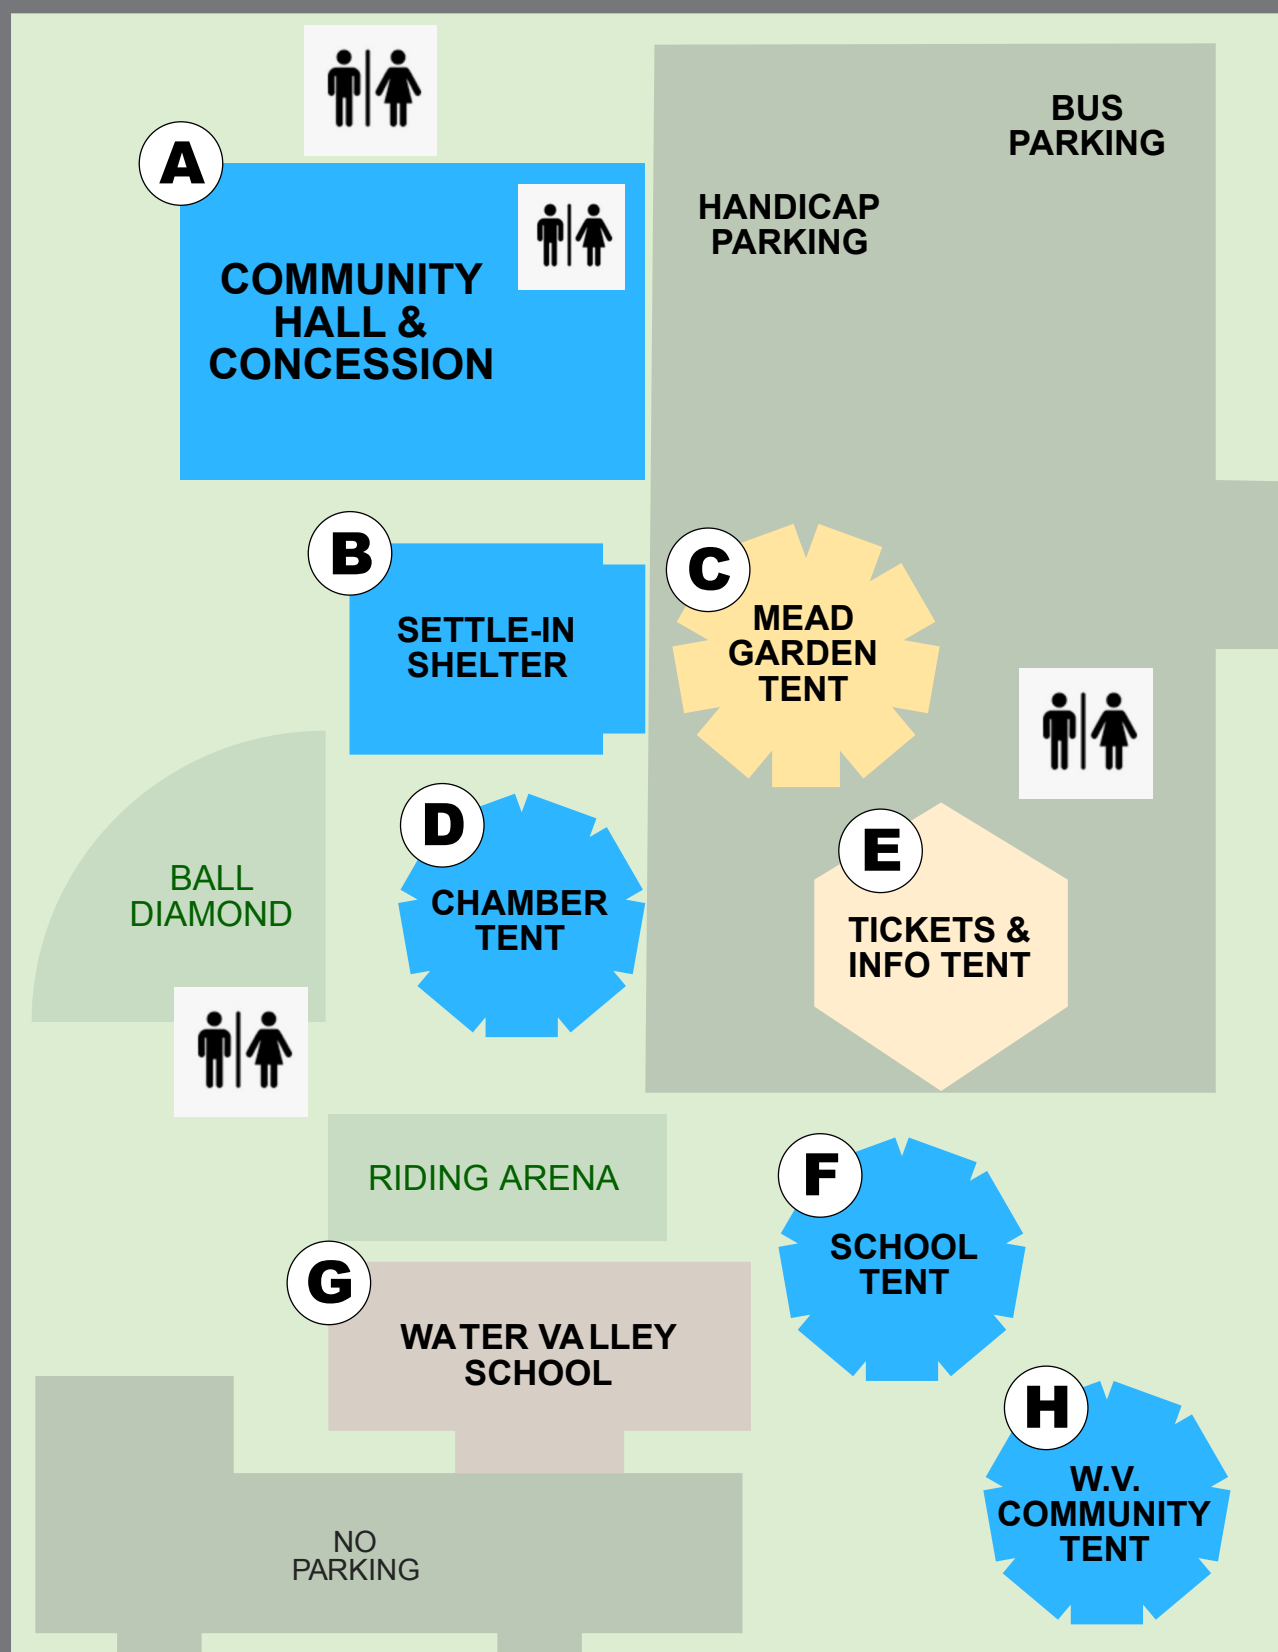 BUS
PARKING
A
HANDICAP
PARKING
COMMUNITY
HALL &
CONCESSION
B
SETTLE-IN
SHELTER
C
MEAD
GARDEN
TENT
D
CHAMBER
TENT
E
TICKETS &
INFO TENT
BALL
DIAMOND
RIDING ARENA
F
SCHOOL
TENT
G
WATER VALLEY
SCHOOL
H
W.V.
COMMUNITY
TENT
NO
PARKING